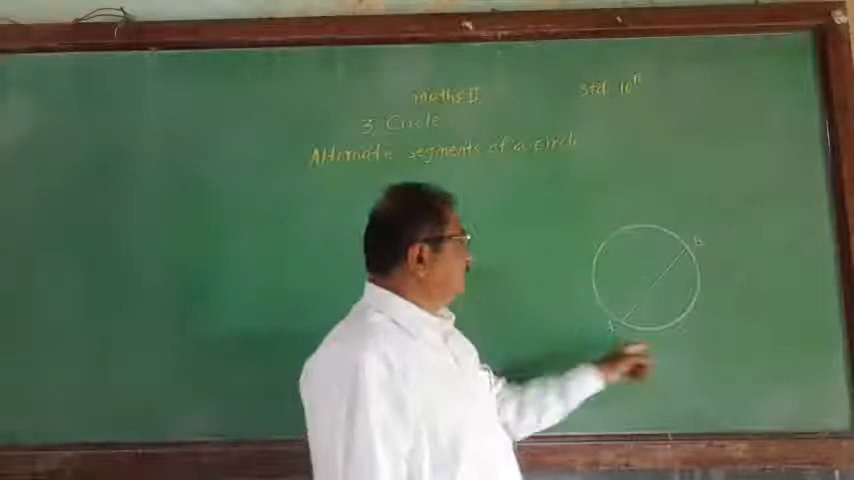 maths II Std. 10th
3. Circle
Alternate segments of a circle
B
A